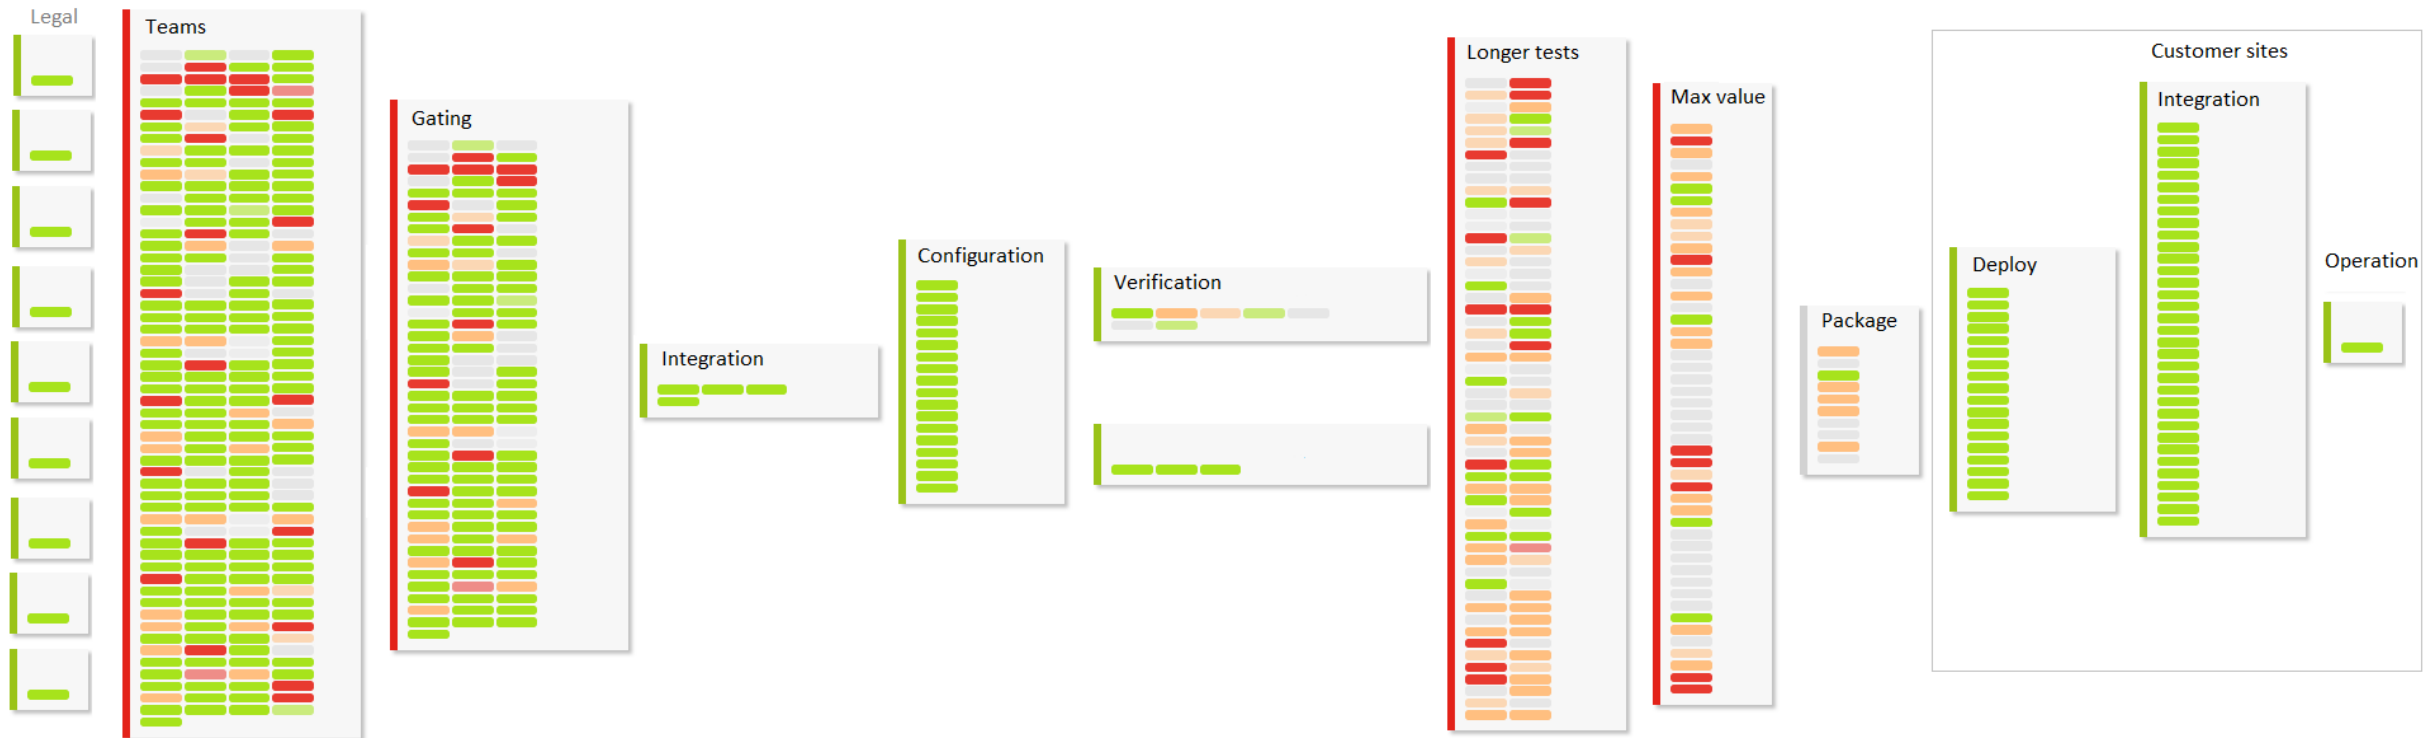 Legal
Teams
Gating
Integration
Configuration
Verification
Longer tests
Max value
Package
Customer sites
Deploy
Integration
Operation